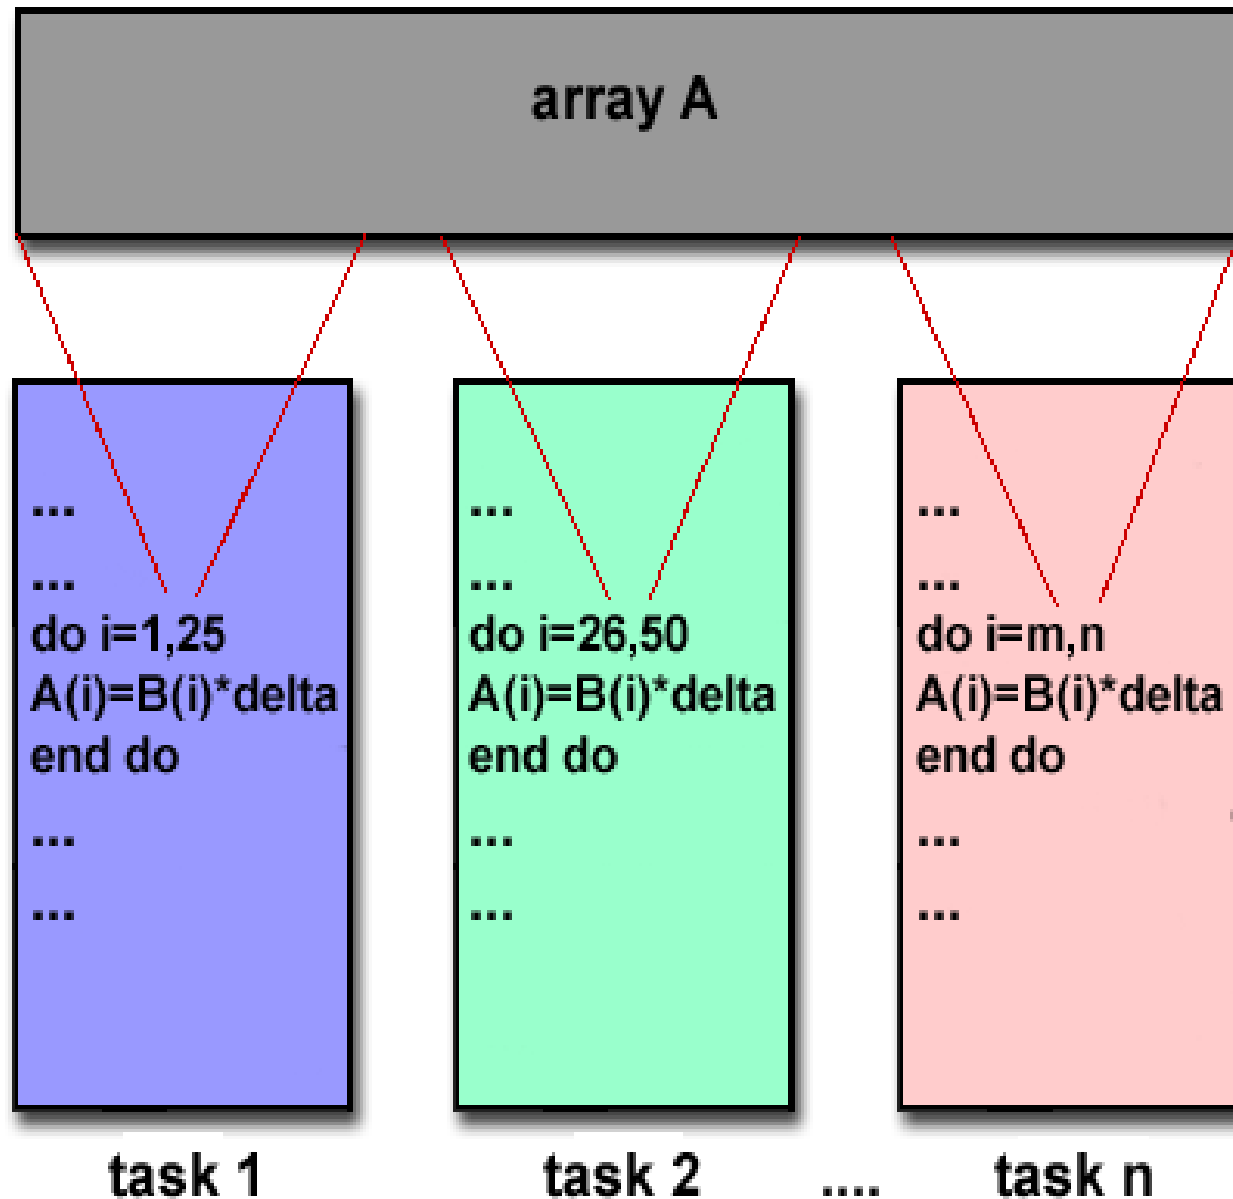 array A
...
...
do i=1,25
A(i)=B(i)*delta
end do
...
...
task 1
...
...
do i=26,50
A(i)=B(i)*delta
end do
...
...
task 2
....
...
...
do i=m,n
A(i)=B(i)*delta
end do
...
...
task n